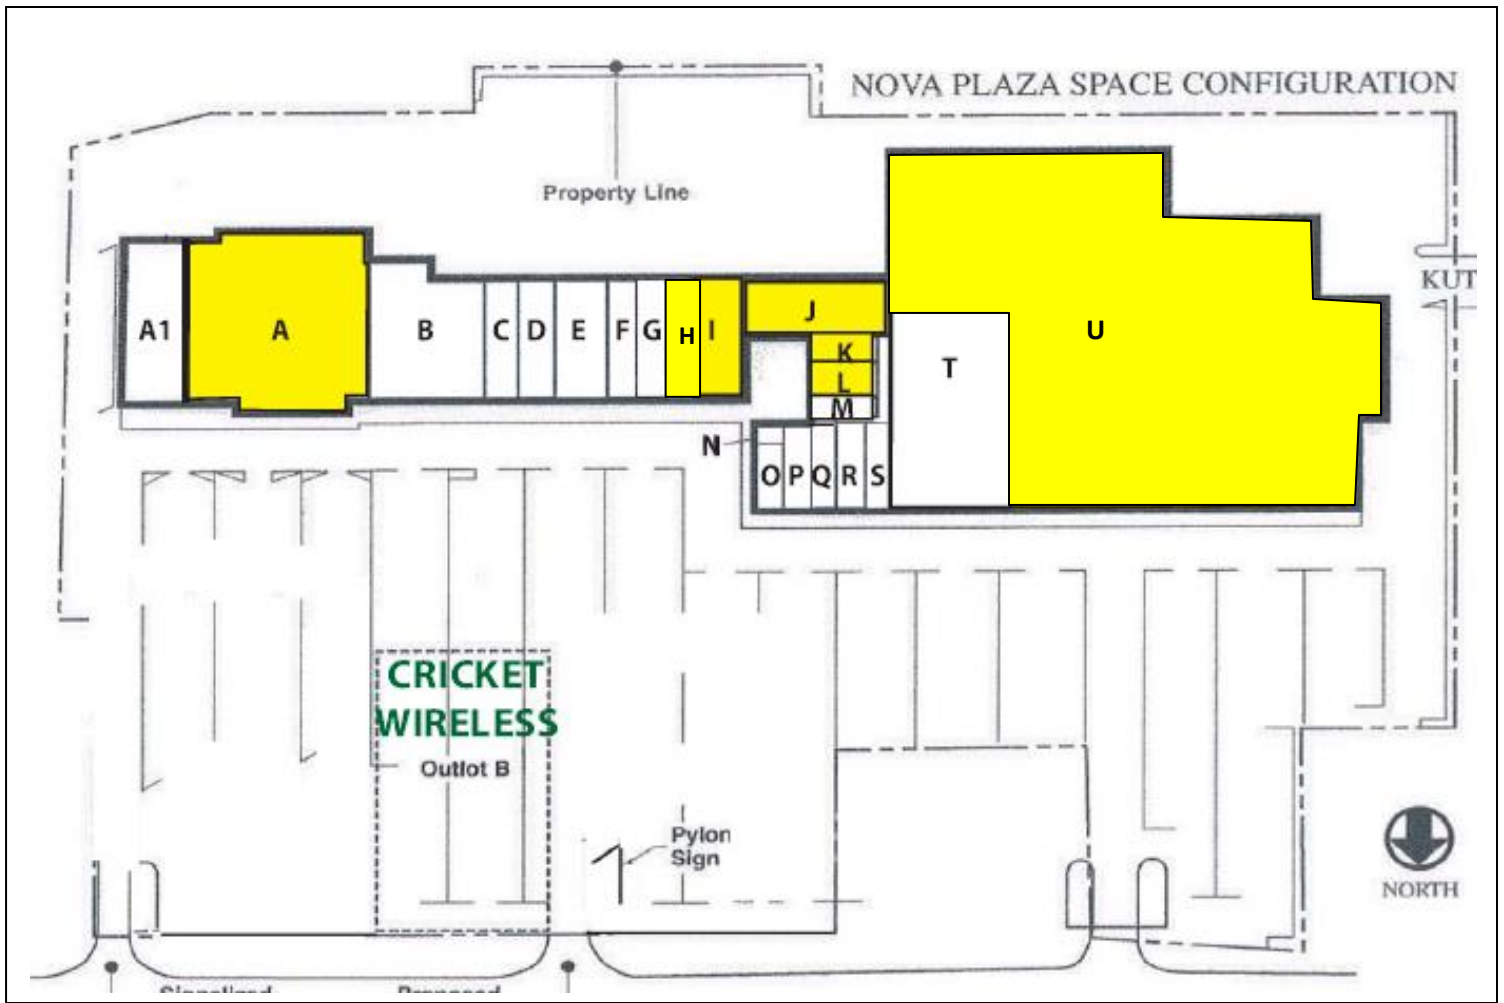 NOVA PLAZA SPACE CONFIGURATION
Property Line
KUT
A1
A
B
C
D
E
F
G
H
I
J
K
L
M
N
O
P
Q
R
S
T
U
CRICKET
WIRELESS
Outlot B
Pylon
Sign
NORTH